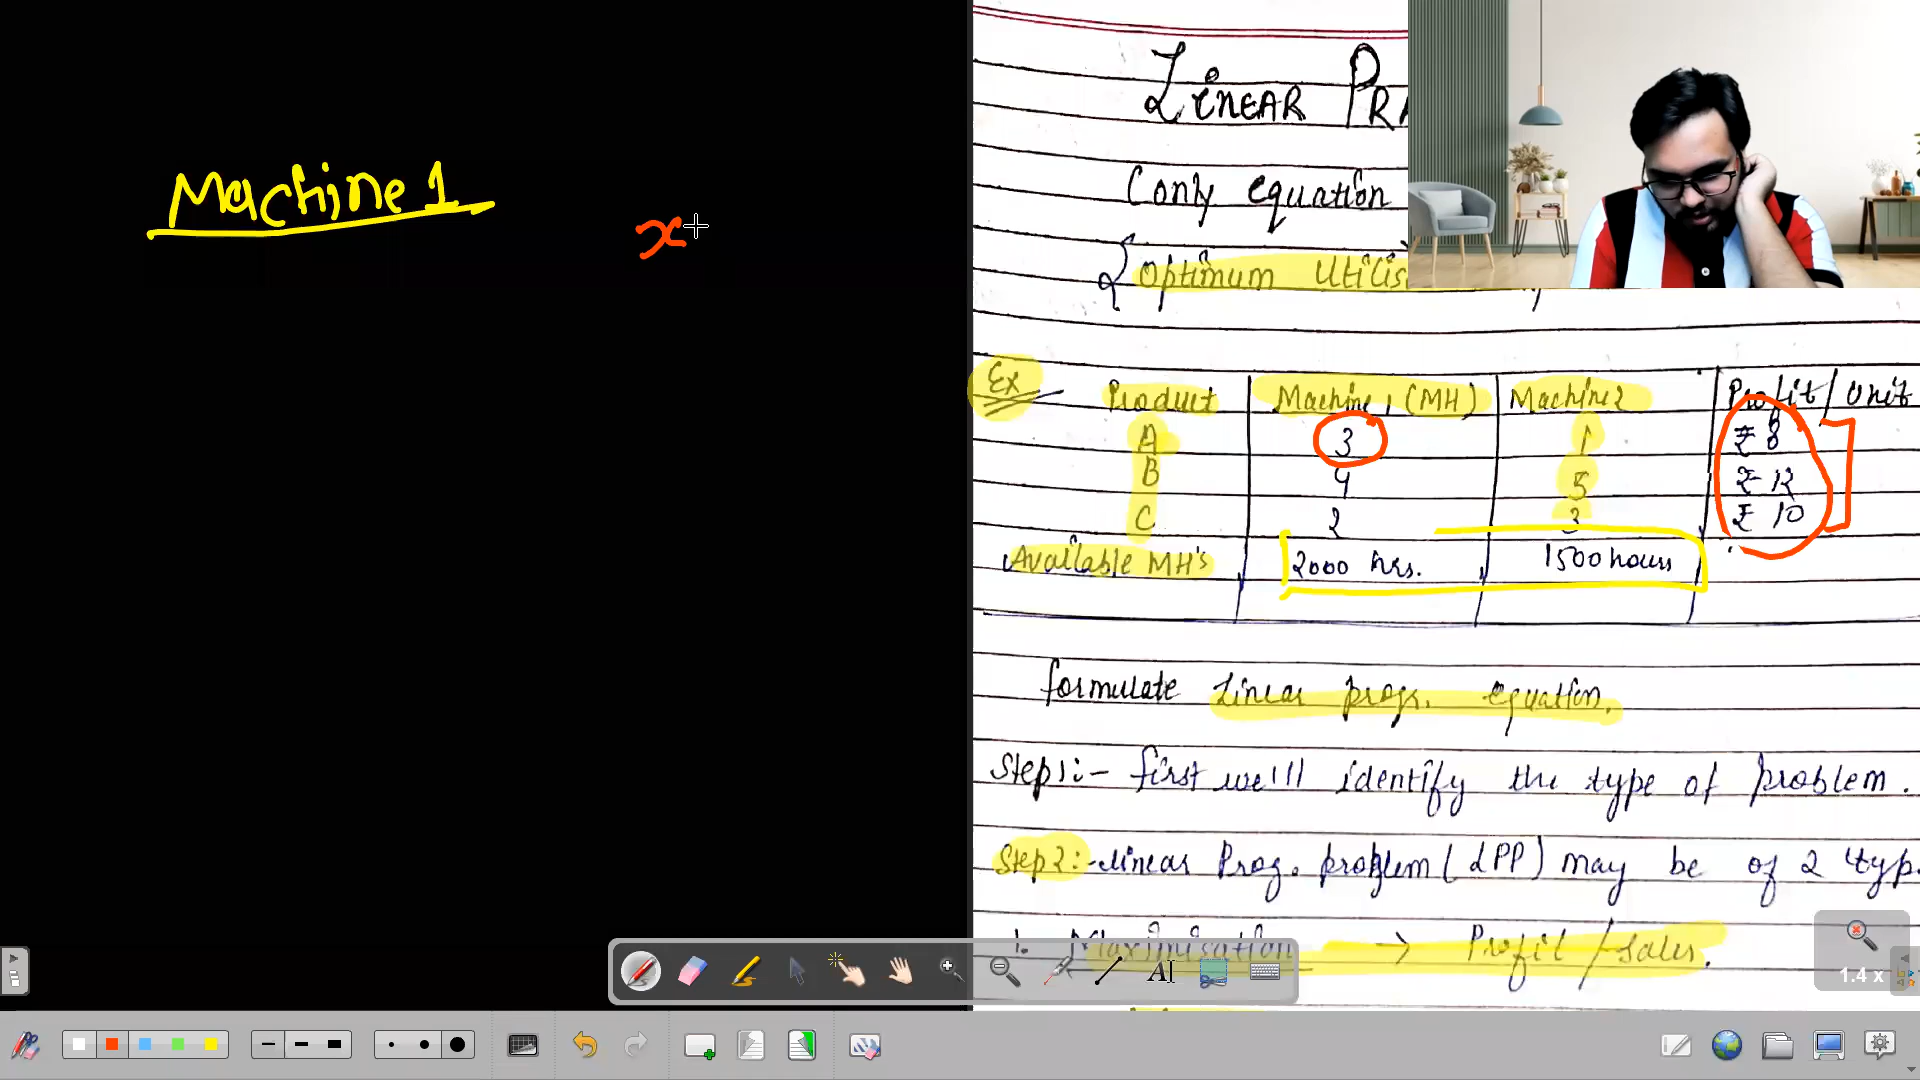 Machine 1
x
LINEAR
(only equation
{Optimum Utilis
Ex
Product Machine 1 (MH) Machine 2 Profit/Unit
A 3 1 ₹ 8
B 4 5 ₹ 12
C 2 3 ₹ 10
Available MH's 2000 hrs. 1500 hours
formulate Linear progr. equation.
Step 1:- first we'll identify the type of problem.
Step 2:- Linear Prog. problem (LPP) may be of 2 typ
1. Maximisation → Profit / Sales.
AI
1.4 x